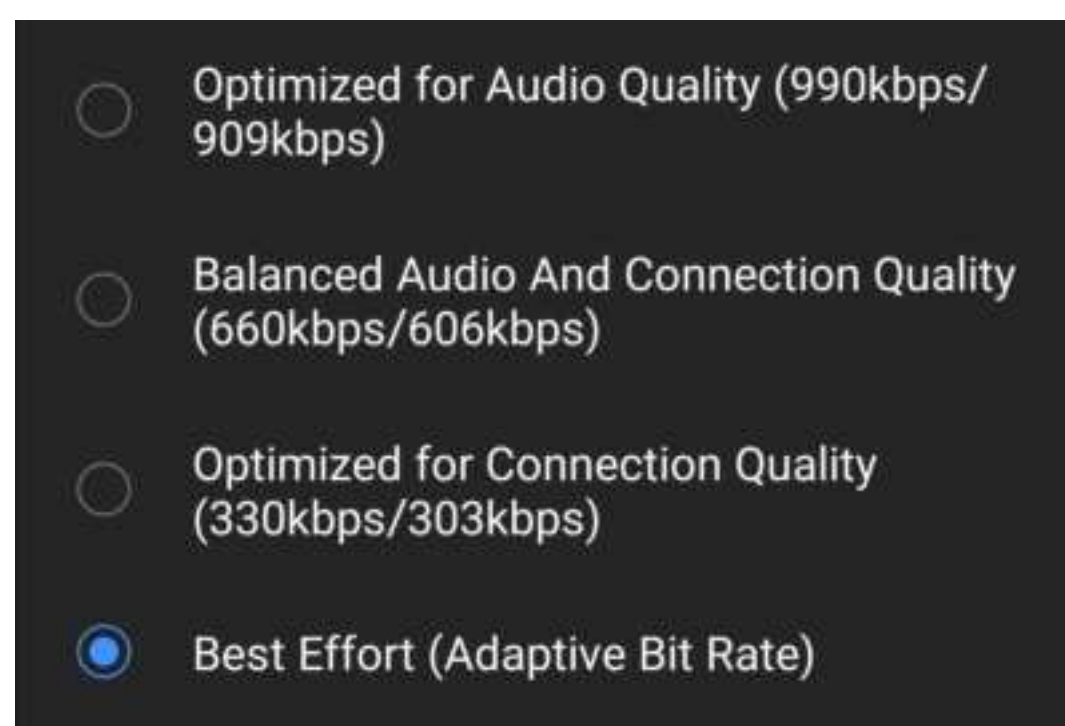 Optimized for Audio Quality (990kbps/
909kbps)
Balanced Audio And Connection Quality
(660kbps/606kbps)
Optimized for Connection Quality
(330kbps/303kbps)
Best Effort (Adaptive Bit Rate)